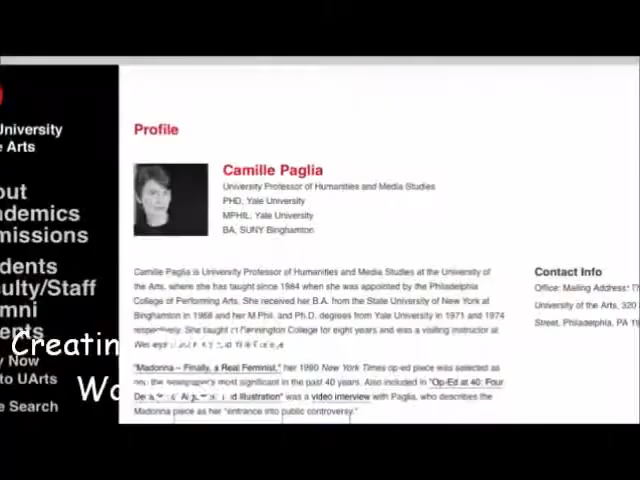 University
e Arts
out
ademics
missions
dents
culty/Staff
mni
ents
y Now
to UArts
e Search
Creatin
Wo
Profile
Camille Paglia
University Professor of Humanities and Media Studies
PHD, Yale University
MPHIL, Yale University
BA, SUNY Binghamton
Camille Paglia is University Professor of Humanities and Media Studies at the University of
the Arts, where she has taught since 1984 when she was appointed by the Philadelphia
College of Performing Arts. She received her B.A. from the State University of New York at
Binghamton in 1968 and her M.Phil. and Ph.D. degrees from Yale University in 1971 and 1974
respectively. She taught at Bennington College for eight years and was a visiting instructor at
"Madonna – Finally, a Real Feminist," her 1990 New York Times op-ed piece was selected as
the newspaper's most significant in the past 40 years. Also included in "Op-Ed at 40: Four
Illustration" was a video interview with Paglia, who describes the
Madonna piece as her "entrance into public controversy."
Contact Info
Office: Mailing Address: T
University of the Arts, 320
Street, Philadelphia, PA 19